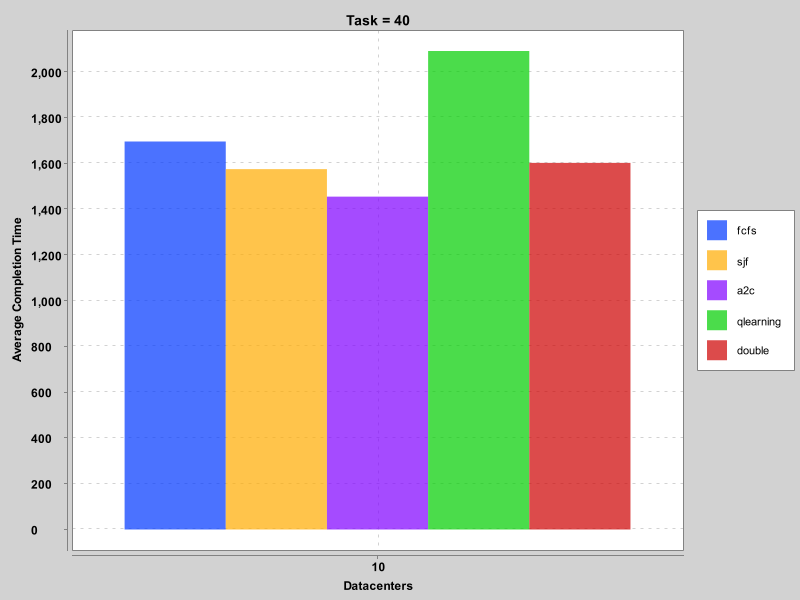 Task = 40
Average Completion Time
2,000
1,800
1,600
1,400
1,200
1,000
800
600
400
200
0
10
Datacenters
fcfs
sjf
a2c
qlearning
double